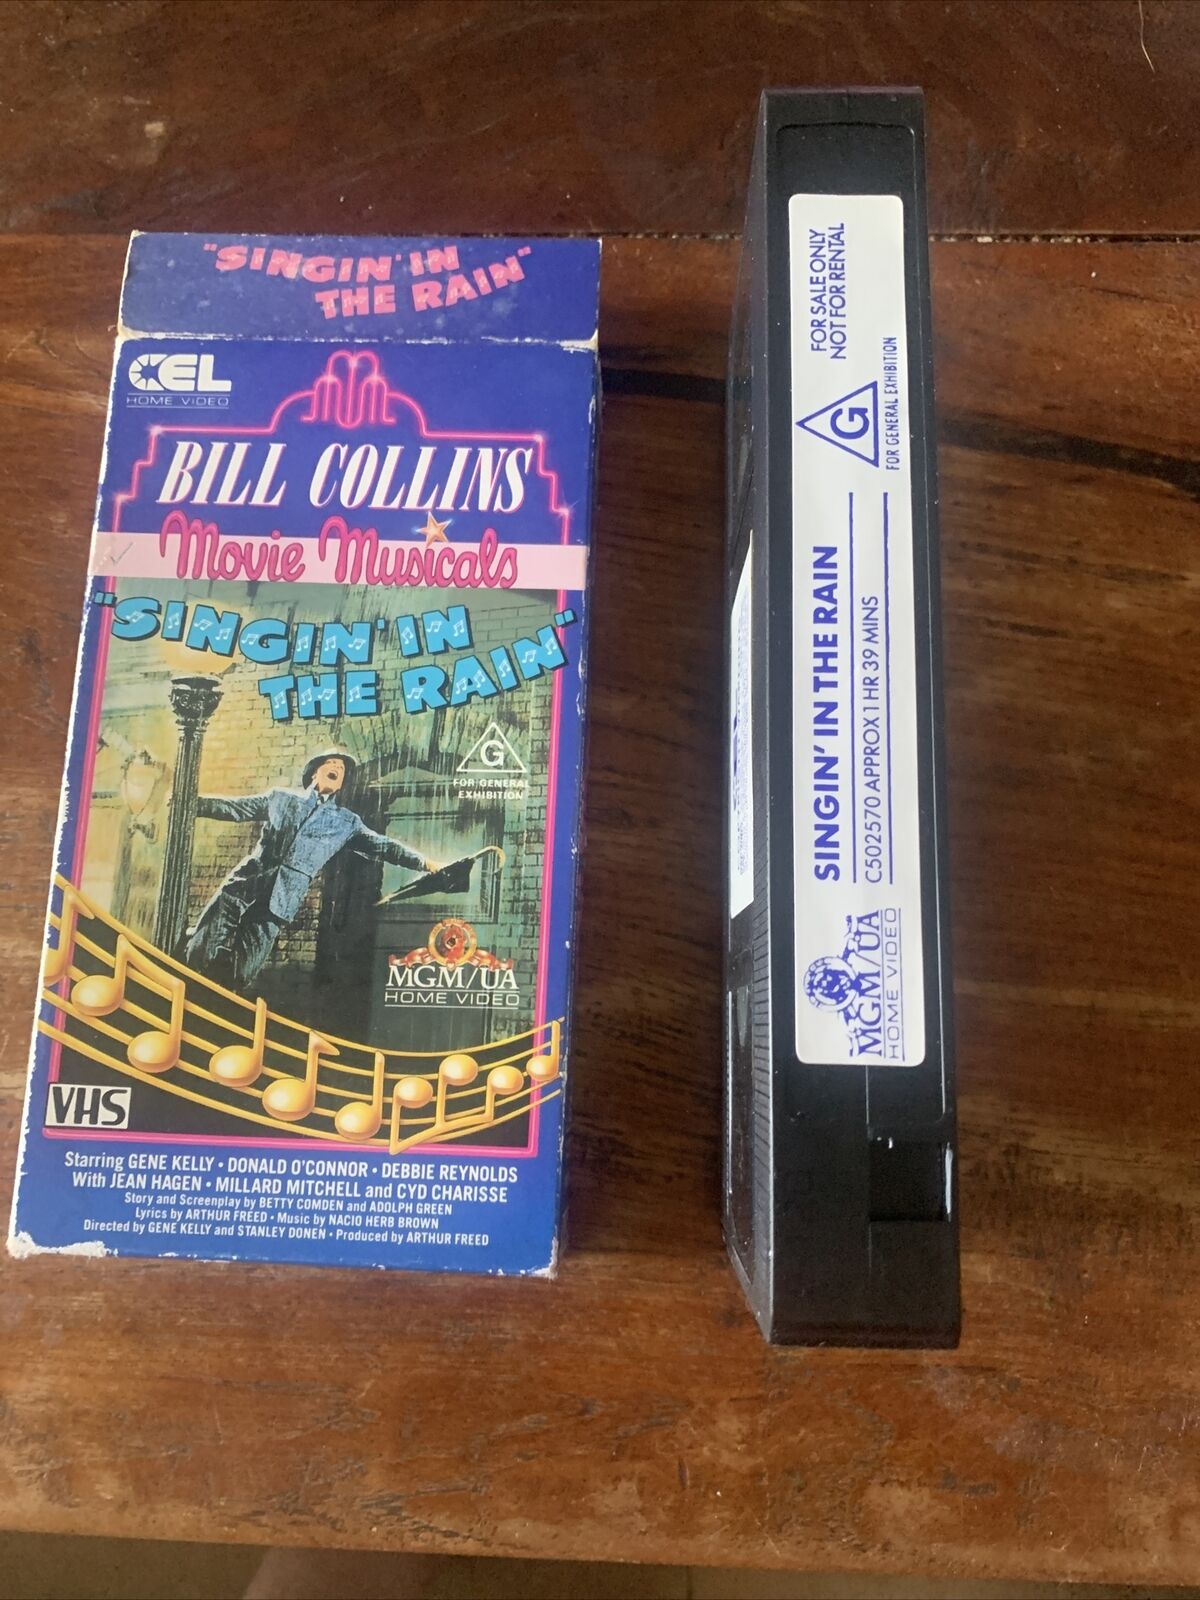 "SINGIN' IN
THE RAIN"
CEL
HOME VIDEO
BILL COLLINS
Movie Musicals
"SINGIN' IN
THE RAIN"
G
FOR GENERAL
EXHIBITION
MGM/UA
HOME VIDEO
VHS
Starring GENE KELLY • DONALD O'CONNOR • DEBBIE REYNOLDS
With JEAN HAGEN • MILLARD MITCHELL and CYD CHARISSE
Story and Screenplay by BETTY COMDEN and ADOLPH GREEN
Lyrics by ARTHUR FREED • Music by NACIO HERB BROWN
Directed by GENE KELLY and STANLEY DONEN • Produced by ARTHUR FREED
MGM/UA
HOME VIDEO
SINGIN' IN THE RAIN
C502570 APPROX 1 HR 39 MINS
G
FOR GENERAL EXHIBITION
FOR SALE ONLY
NOT FOR RENTAL